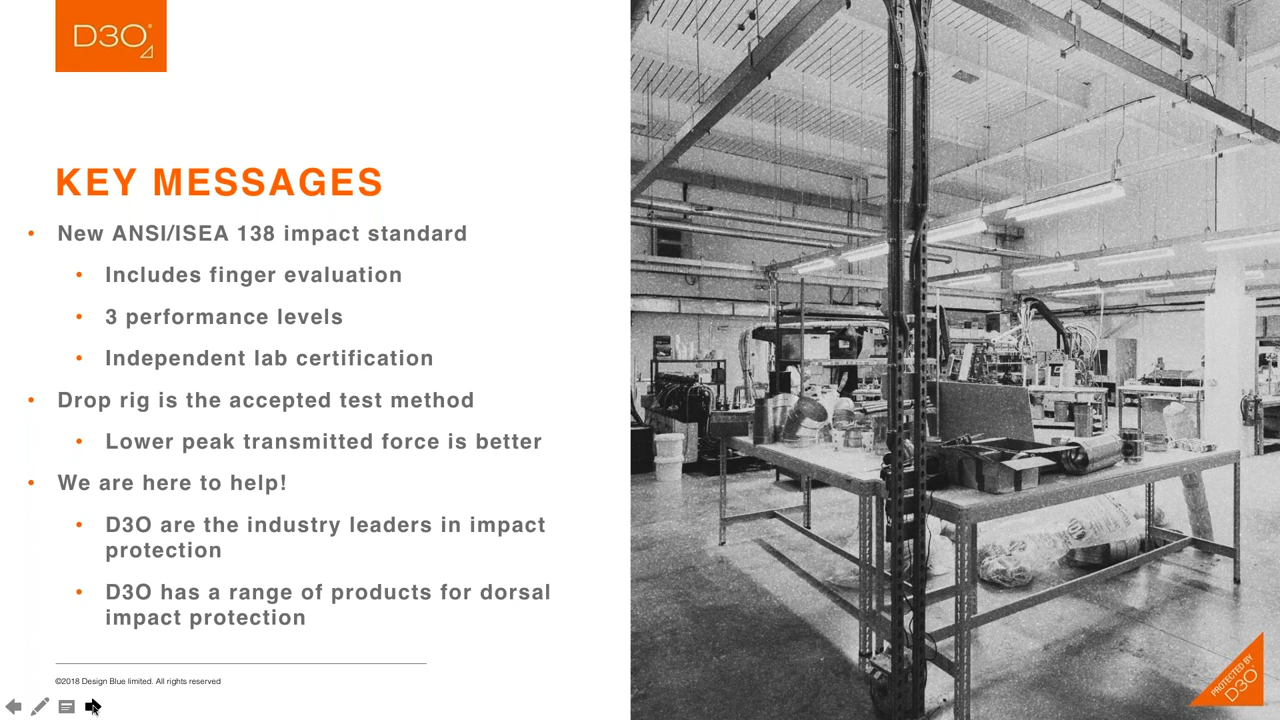 D3O
KEY MESSAGES
• New ANSI/ISEA 138 impact standard
• Includes finger evaluation
• 3 performance levels
• Independent lab certification
• Drop rig is the accepted test method
• Lower peak transmitted force is better
• We are here to help!
• D3O are the industry leaders in impact
protection
• D3O has a range of products for dorsal
impact protection
©2018 Design Blue limited. All rights reserved
PROTECTED BY
D3O